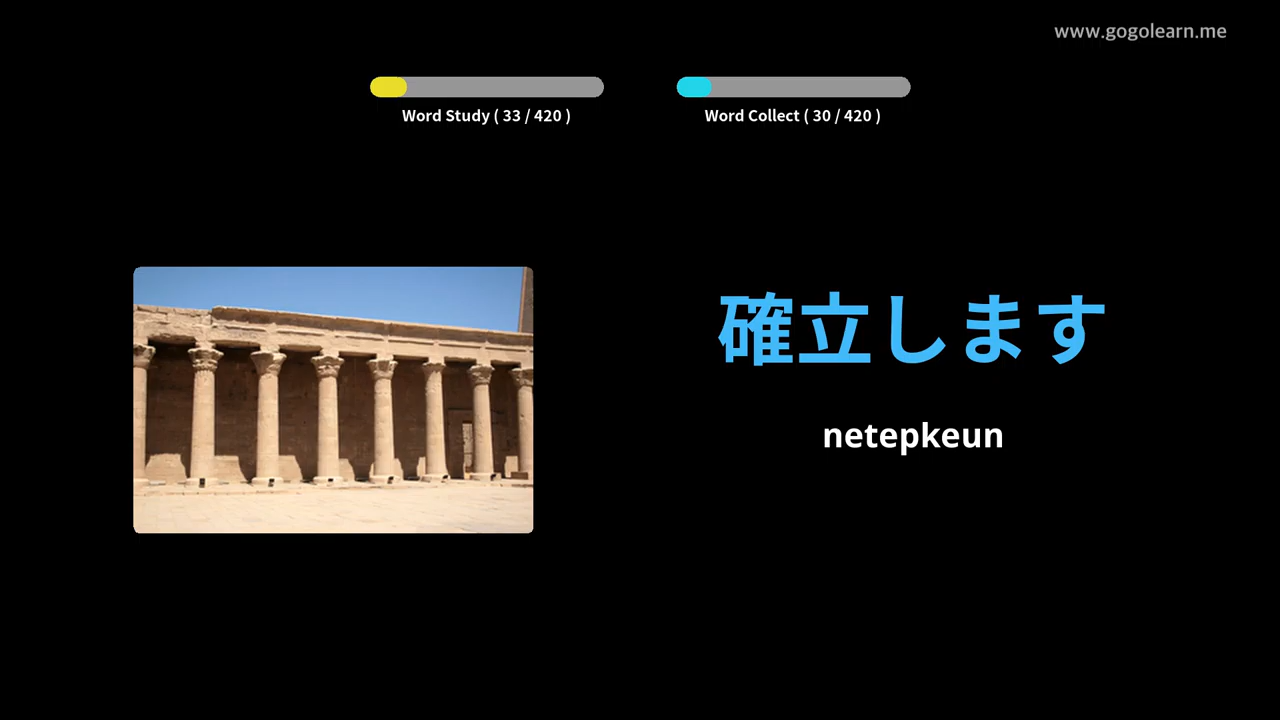 www.gogolearn.me
Word Study ( 33 / 420 )
Word Collect ( 30 / 420 )
確立します
netepkeun